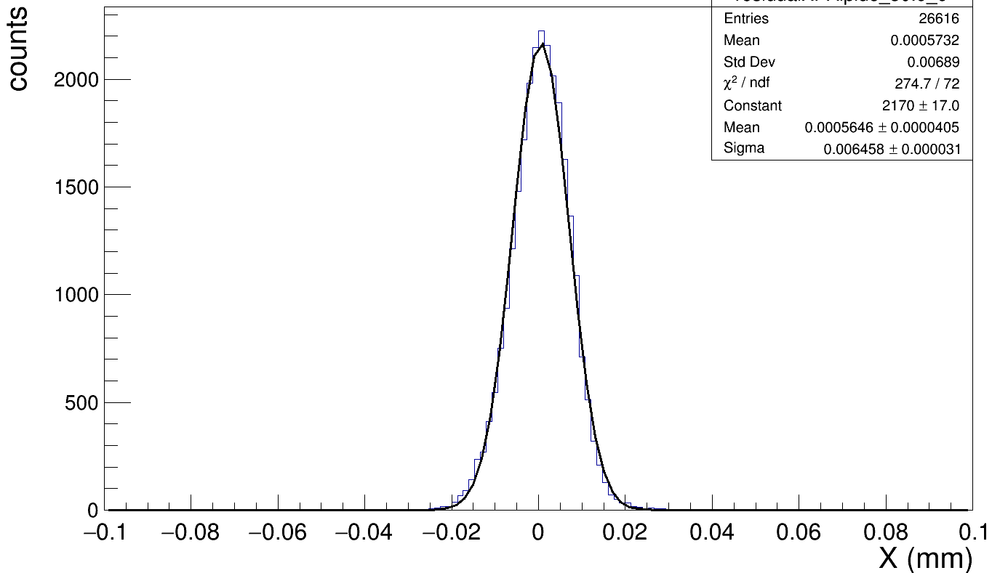 counts
Entries 26616
Mean 0.0005732
Std Dev 0.00689
χ² / ndf 274.7 / 72
Constant 2170 ± 17.0
Mean 0.0005646 ± 0.0000405
Sigma 0.006458 ± 0.000031
2000
1500
1000
500
0
−0.1 −0.08 −0.06 −0.04 −0.02 0 0.02 0.04 0.06 0.08 0.1
X (mm)